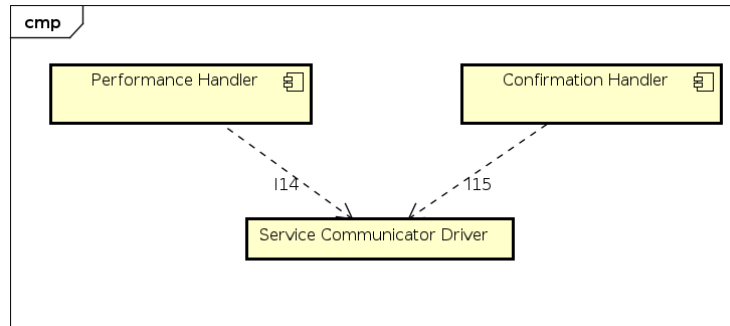 cmp
Performance Handler
Confirmation Handler
I14
I15
Service Communicator Driver